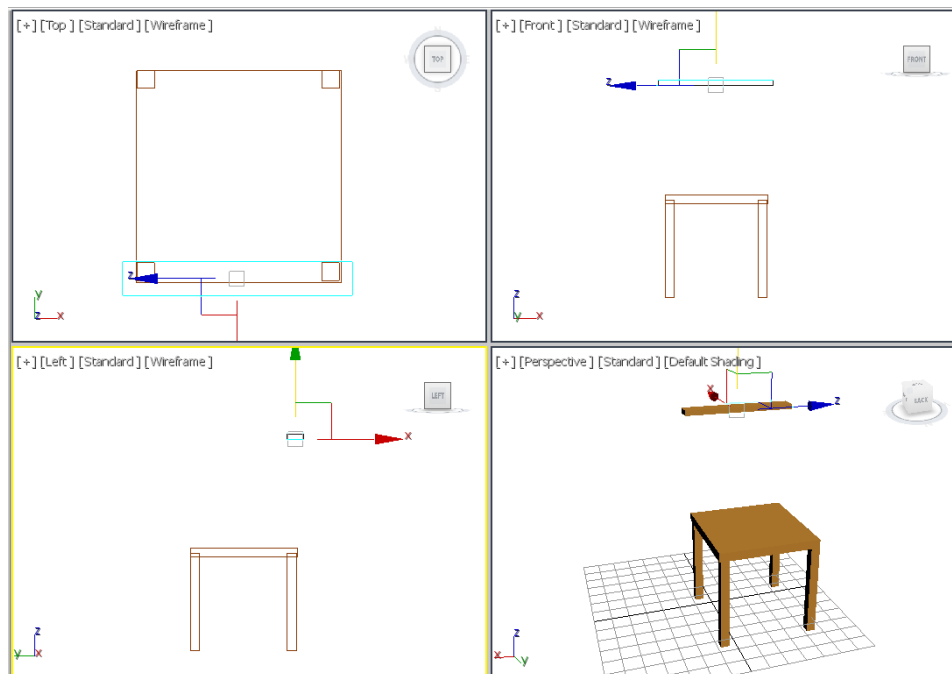 [+] [Top] [Standard] [Wireframe]
TOP
z
y
z x
[+] [Front] [Standard] [Wireframe]
FRONT
z
z
y x
[+] [Left] [Standard] [Wireframe]
LEFT
x
z
y x
[+] [Perspective] [Standard] [Default Shading]
x
z
BACK
z
x
y